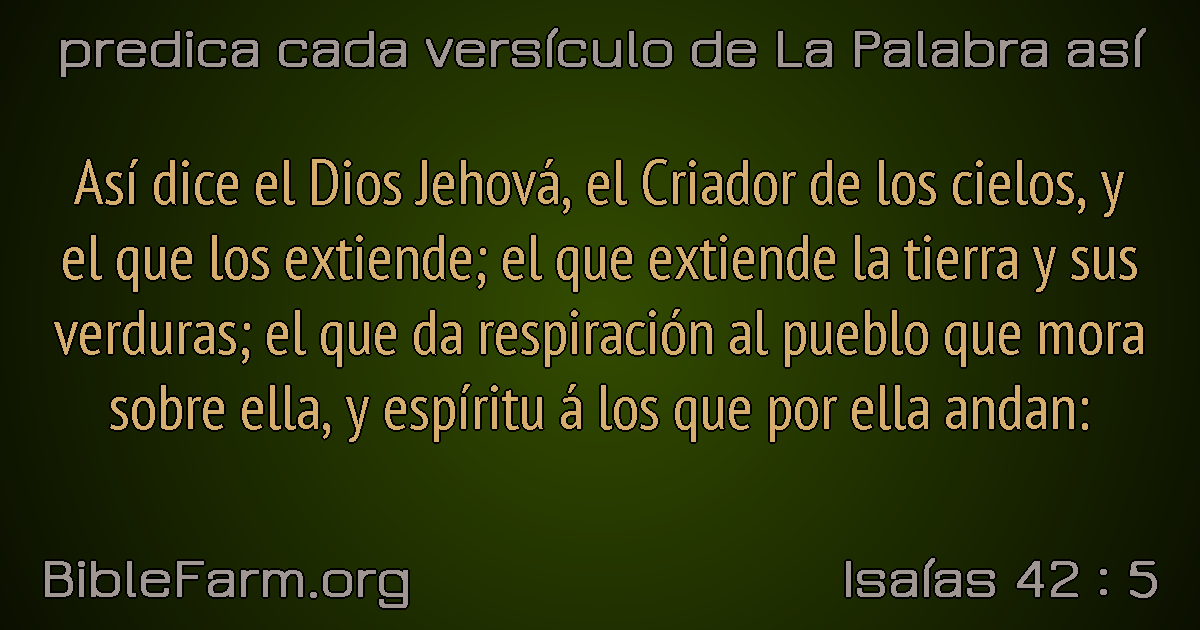 predica cada versículo de La Palabra así
Así dice el Dios Jehová, el Criador de los cielos, y
el que los extiende; el que extiende la tierra y sus
verduras; el que da respiración al pueblo que mora
sobre ella, y espíritu á los que por ella andan:
BibleFarm.org
Isaías 42 : 5